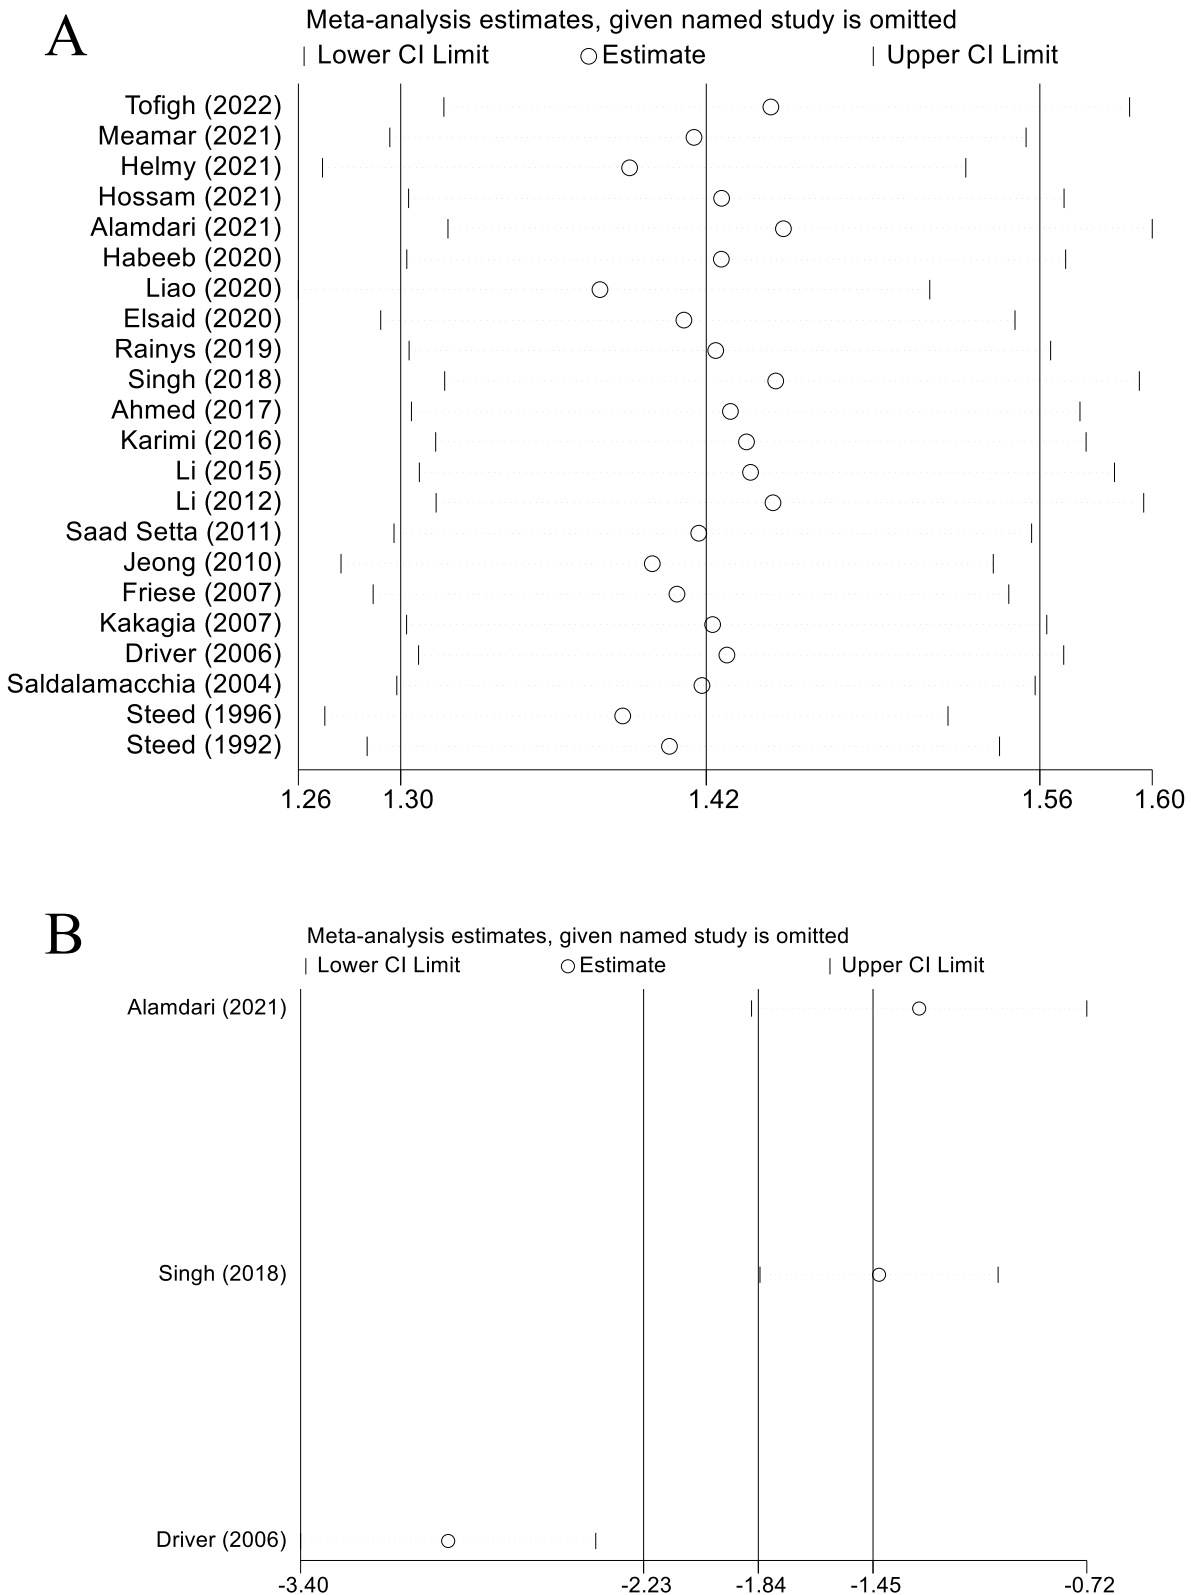 A
Meta-analysis estimates, given named study is omitted
Lower CI Limit Estimate Upper CI Limit
Tofigh (2022)
Meamar (2021)
Helmy (2021)
Hossam (2021)
Alamdari (2021)
Habeeb (2020)
Liao (2020)
Elsaid (2020)
Rainys (2019)
Singh (2018)
Ahmed (2017)
Karimi (2016)
Li (2015)
Li (2012)
Saad Setta (2011)
Jeong (2010)
Friese (2007)
Kakagia (2007)
Driver (2006)
Saldalamacchia (2004)
Steed (1996)
Steed (1992)
1.26 1.30 1.42 1.56 1.60
B
Meta-analysis estimates, given named study is omitted
Lower CI Limit Estimate Upper CI Limit
Alamdari (2021)
Singh (2018)
Driver (2006)
-3.40 -2.23 -1.84 -1.45 -0.72